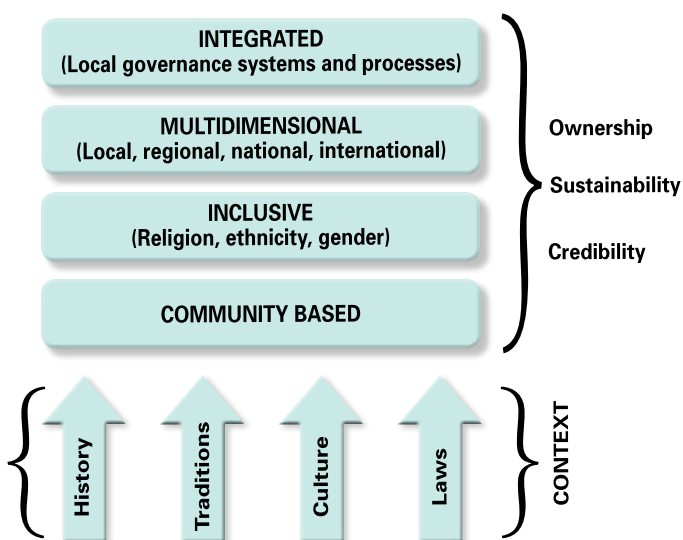 INTEGRATED
(Local governance systems and processes)
MULTIDIMENSIONAL
(Local, regional, national, international)
INCLUSIVE
(Religion, ethnicity, gender)
COMMUNITY BASED
Ownership
Sustainability
Credibility
History
Traditions
Culture
Laws
CONTEXT